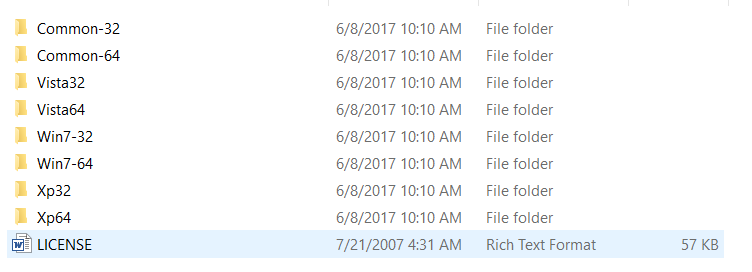 Common-32 6/8/2017 10:10 AM File folder
Common-64 6/8/2017 10:10 AM File folder
Vista32 6/8/2017 10:10 AM File folder
Vista64 6/8/2017 10:10 AM File folder
Win7-32 6/8/2017 10:10 AM File folder
Win7-64 6/8/2017 10:10 AM File folder
Xp32 6/8/2017 10:10 AM File folder
Xp64 6/8/2017 10:10 AM File folder
LICENSE 7/21/2007 4:31 AM Rich Text Format 57 KB